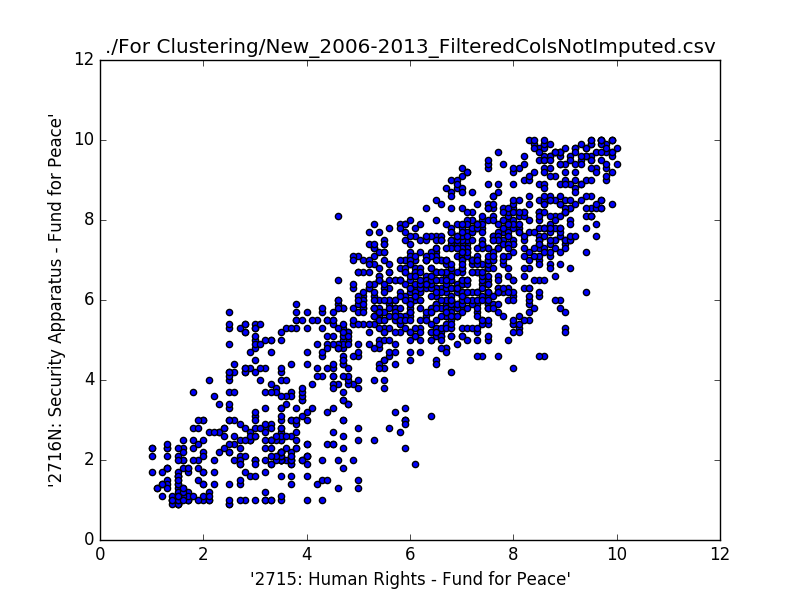 ./For Clustering/New_2006-2013_FilteredColsNotImputed.csv
12
10
8
6
4
2
0
'2716N: Security Apparatus - Fund for Peace'
0 2 4 6 8 10 12
'2715: Human Rights - Fund for Peace'